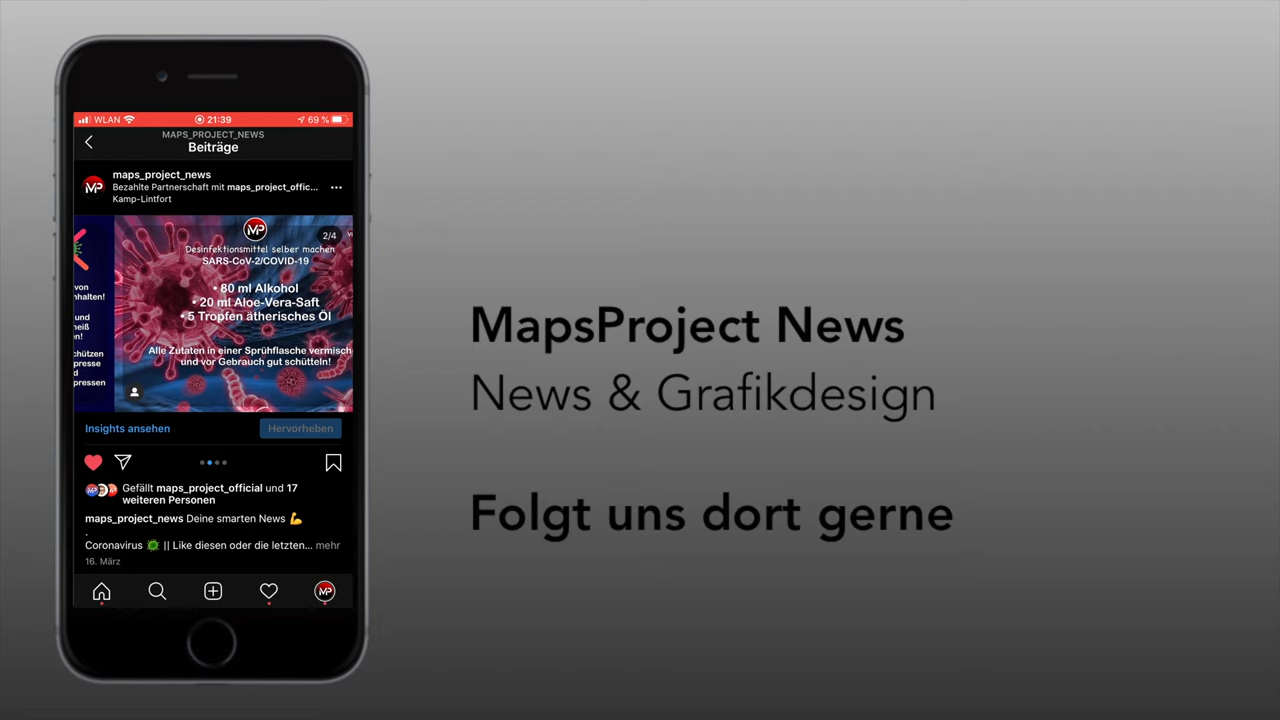 WLAN 21:39 69 %
MAPS_PROJECT_NEWS
Beiträge
maps_project_news
Bezahlte Partnerschaft mit maps_project_offic...
Kamp-Lintfort
MP
2/4
Desinfektionsmittel selber machen
SARS-CoV-2/COVID-19
• 80 ml Alkohol
• 20 ml Aloe-Vera-Saft
• 5 Tropfen ätherisches Öl
Alle Zutaten in einer Sprühflasche vermisch
und vor Gebrauch gut schütteln!
von
nhalten!
und
heiß
en!
chützen
presse
pressen
Insights ansehen
Hervorheben
Gefällt maps_project_official und 17
weiteren Personen
maps_project_news Deine smarten News 💪
.
Coronavirus 🦠 || Like diesen oder die letzten... mehr
16. März
MP
MapsProject News
News & Grafikdesign
Folgt uns dort gerne